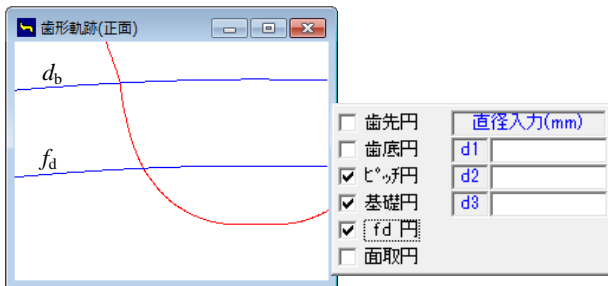 歯形軌跡(正面)
db
fd
歯先円
直径入力(mm)
歯底円
d1
ピッチ円
d2
基礎円
d3
fd 円
面取円